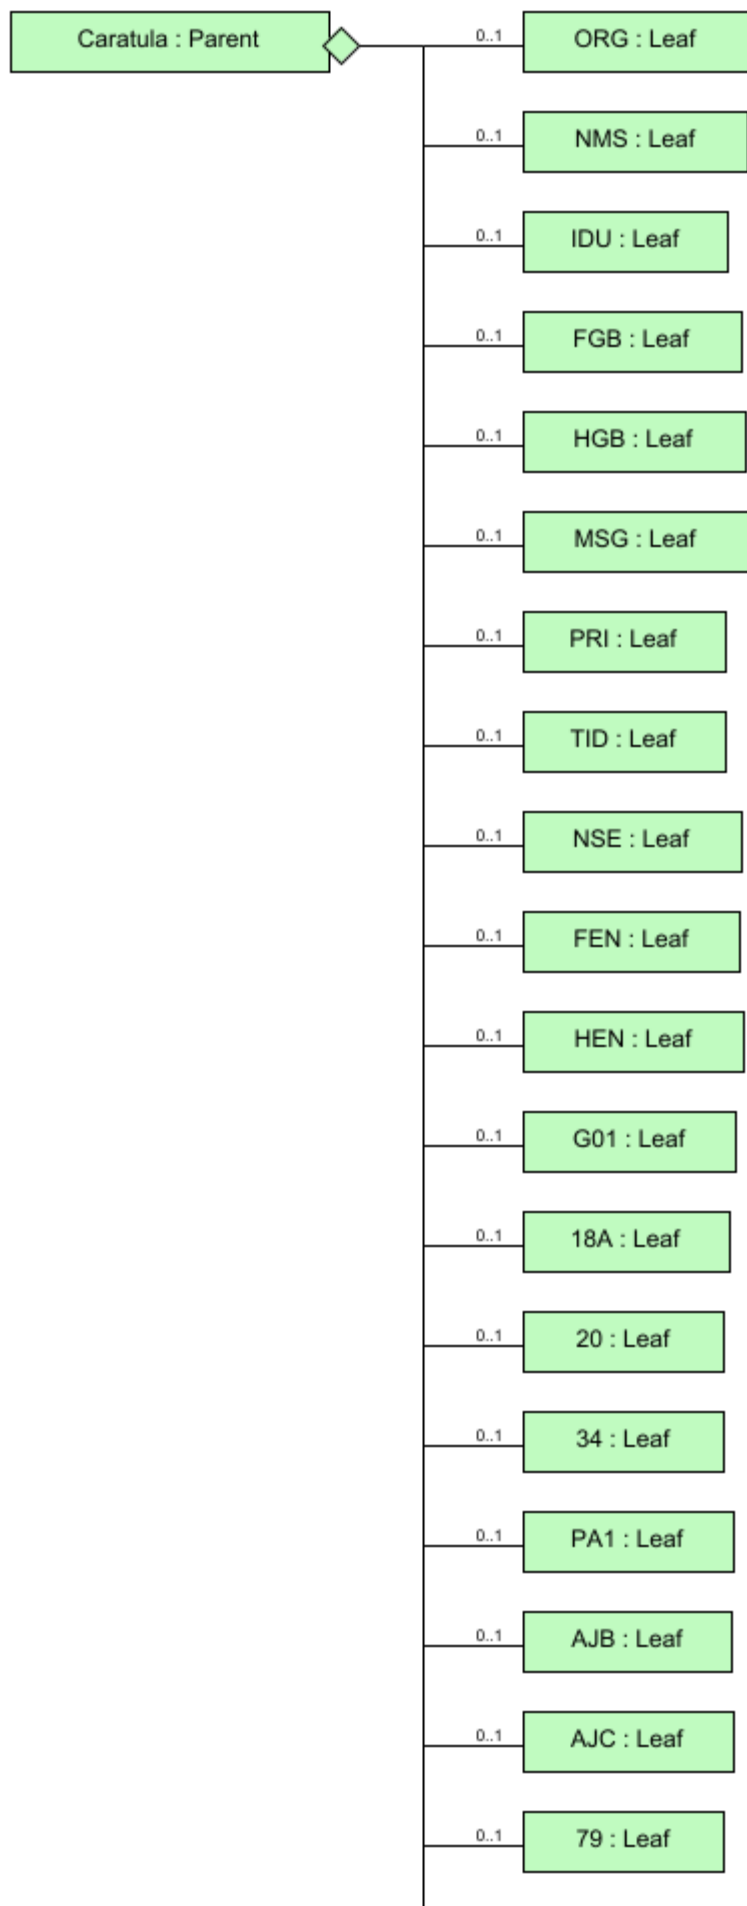 Caratula : Parent
0..1 ORG : Leaf
0..1 NMS : Leaf
0..1 IDU : Leaf
0..1 FGB : Leaf
0..1 HGB : Leaf
0..1 MSG : Leaf
0..1 PRI : Leaf
0..1 TID : Leaf
0..1 NSE : Leaf
0..1 FEN : Leaf
0..1 HEN : Leaf
0..1 G01 : Leaf
0..1 18A : Leaf
0..1 20 : Leaf
0..1 34 : Leaf
0..1 PA1 : Leaf
0..1 AJB : Leaf
0..1 AJC : Leaf
0..1 79 : Leaf